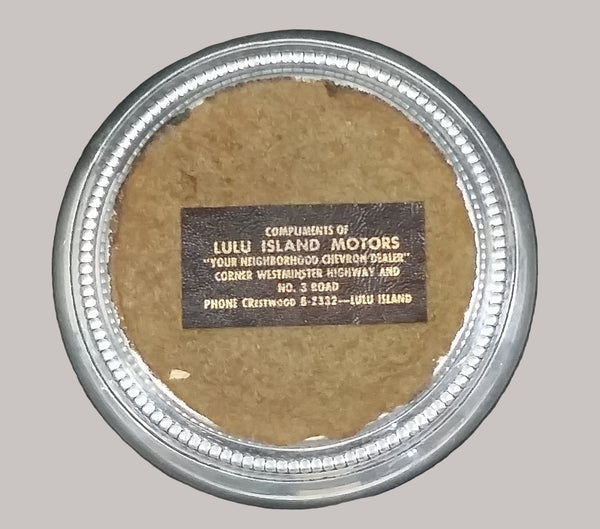 COMPLIMENTS OF
LULU ISLAND MOTORS
"YOUR NEIGHBORHOOD CHEVRON DEALER"
CORNER WESTMINSTER HIGHWAY AND
NO. 3 ROAD
PHONE CRESTWOOD 8-2332—LULU ISLAND